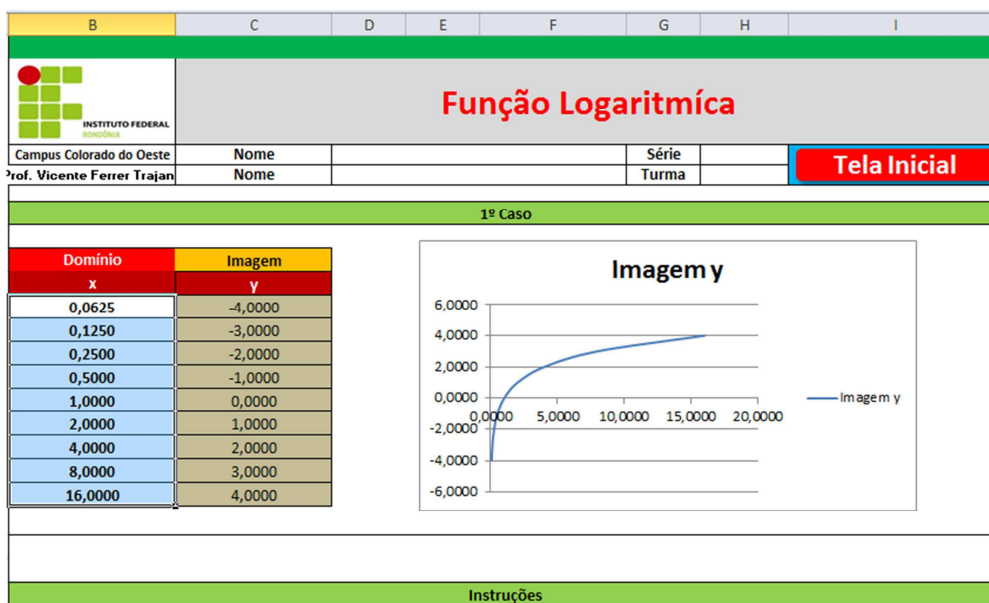 B C D E F G H I
INSTITUTO FEDERAL
RONDÔNIA
Função Logaritmíca
Campus Colorado do Oeste Nome Série
Prof. Vicente Ferrer Trajan Nome Turma
Tela Inicial
1º Caso
Domínio Imagem
x y
0,0625 -4,0000
0,1250 -3,0000
0,2500 -2,0000
0,5000 -1,0000
1,0000 0,0000
2,0000 1,0000
4,0000 2,0000
8,0000 3,0000
16,0000 4,0000
Imagem y
6,0000
4,0000
2,0000
0,0000
-2,0000
-4,0000
-6,0000
0,0000 5,0000 10,0000 15,0000 20,0000
Imagem y
Instruções